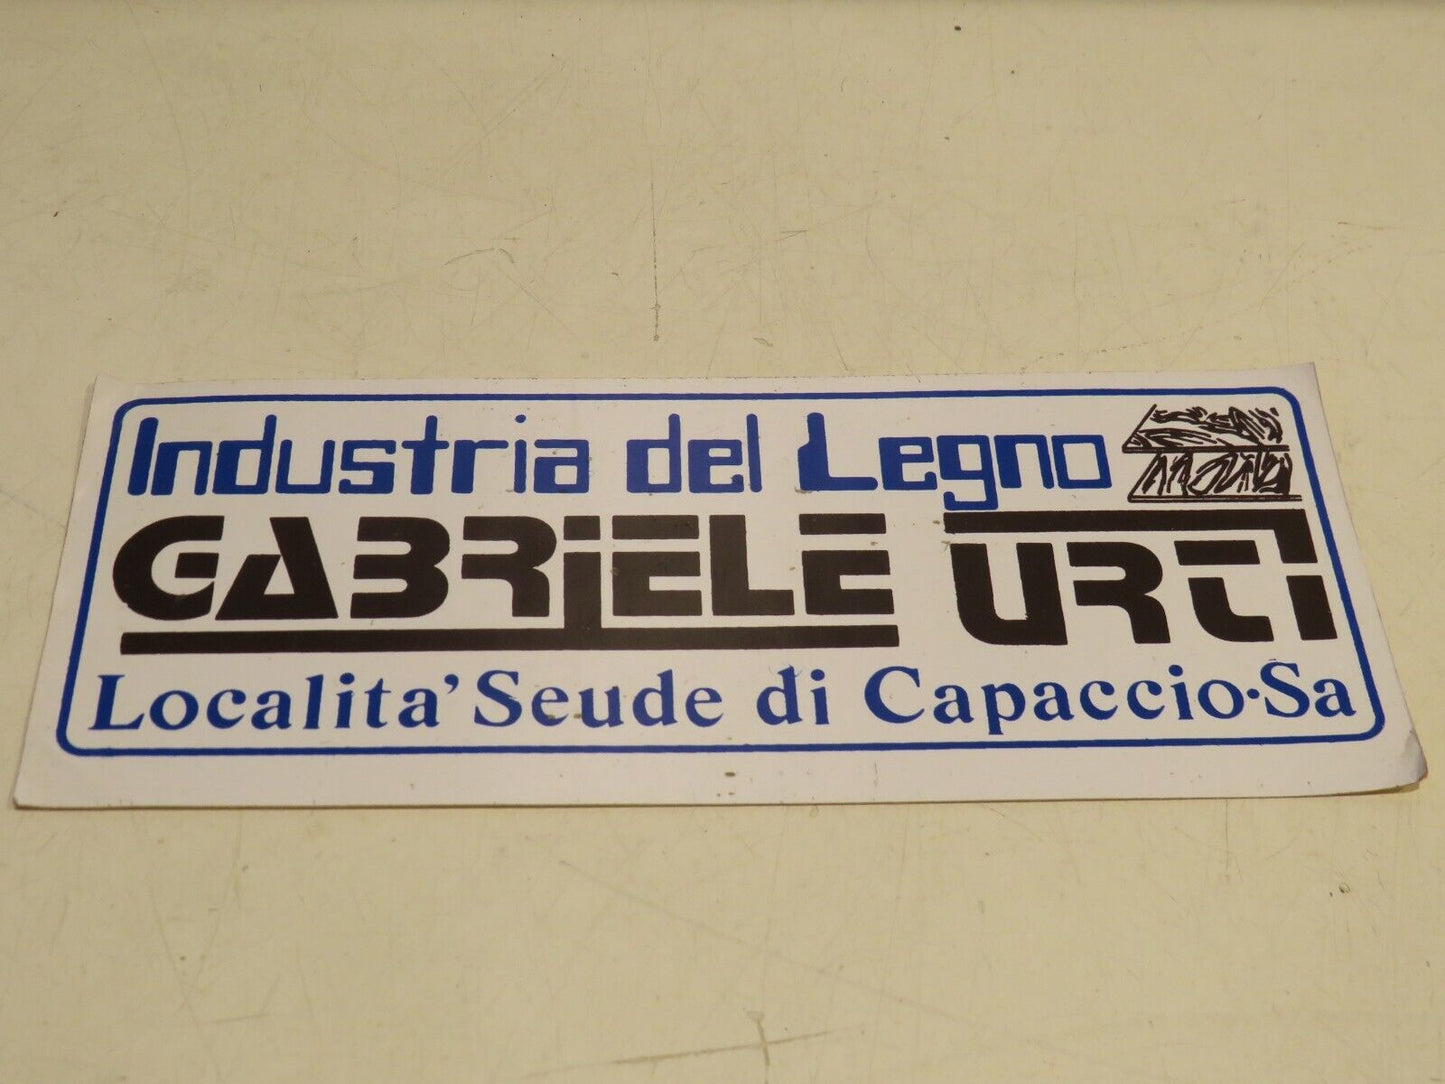 Industria del Legno
GABRiELE URTI
Localita' Seude di Capaccio·Sa